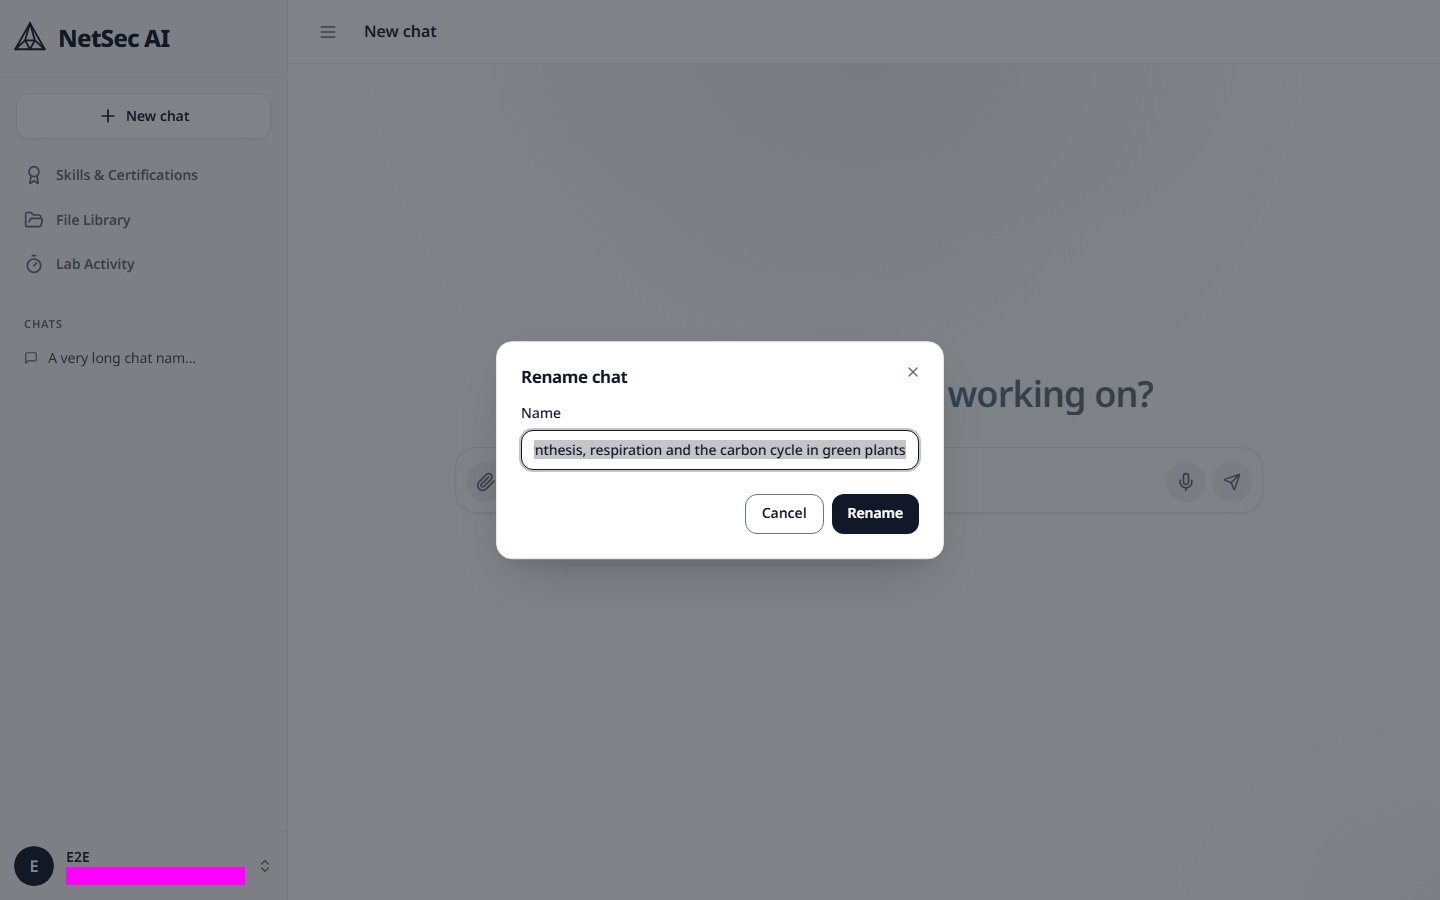 NetSec AI
New chat
New chat
Skills & Certifications
File Library
Lab Activity
CHATS
A very long chat nam...
working on?
Rename chat
Name
nthesis, respiration and the carbon cycle in green plants
Cancel
Rename
E
E2E